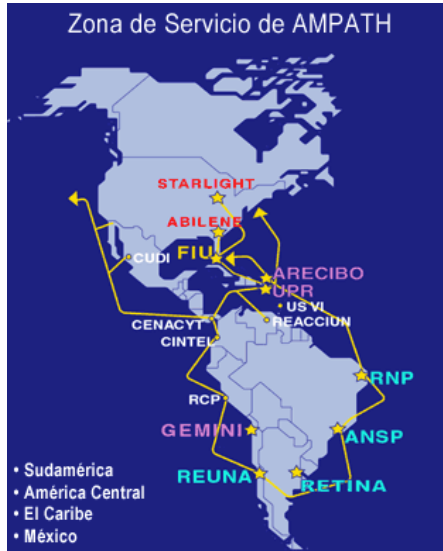 Zona de Servicio de AMPATH
STARLIGHT
ABILENE
FIU
CUDI
ARECIBO
UPR
US VI
REACCIUN
CENACYT
CINTEL
RNP
RCP
GEMINI
ANSP
REUNA
RETINA
• Sudamérica
• América Central
• El Caribe
• México